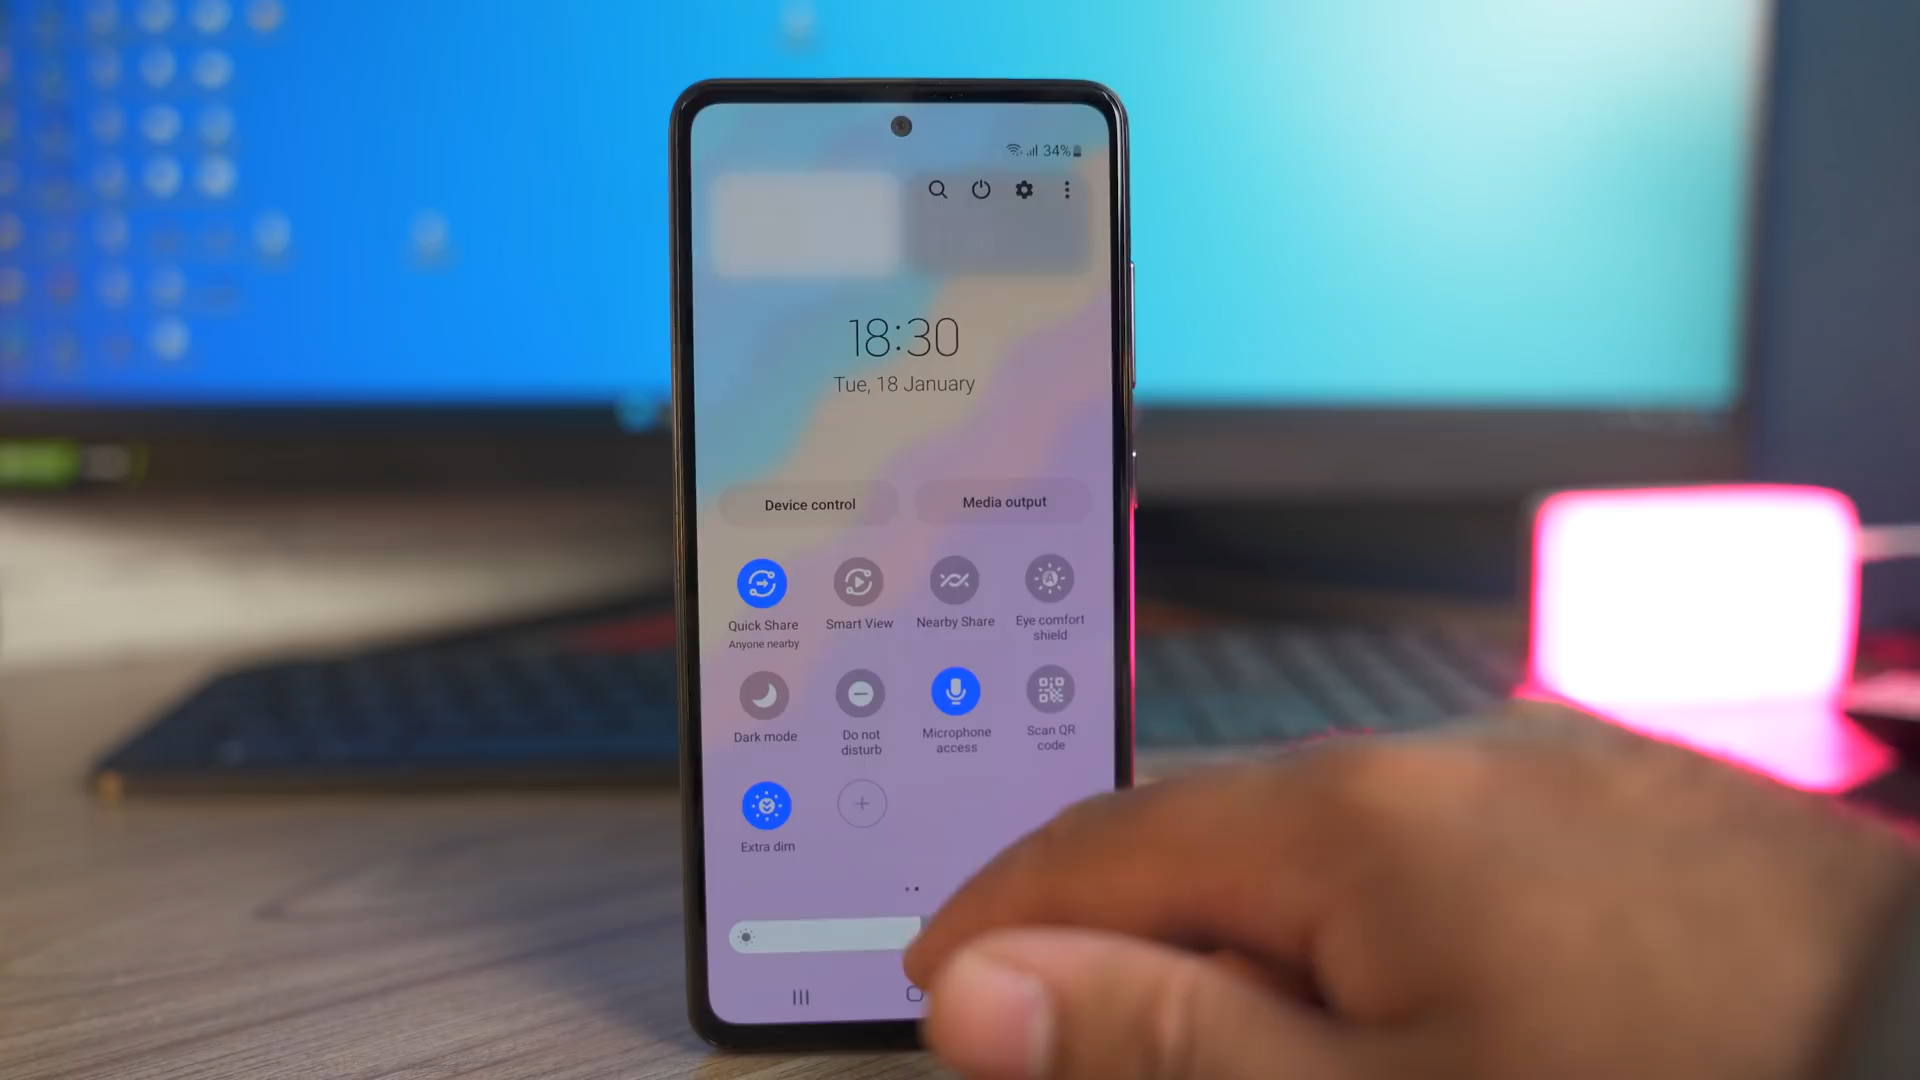 34%
18:30
Tue, 18 January
Device control
Media output
Quick Share
Anyone nearby
Smart View
Nearby Share
Eye comfort
shield
Dark mode
Do not
disturb
Microphone
access
Scan QR
code
Extra dim